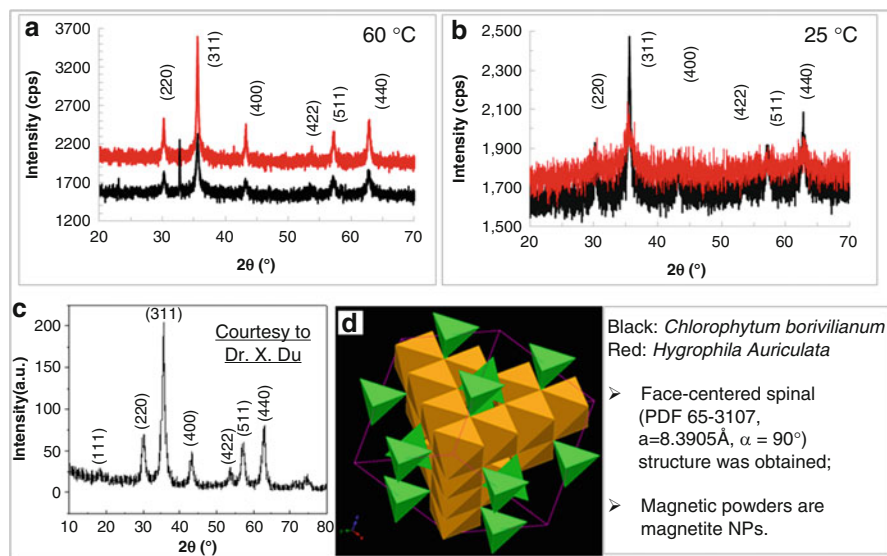 a
60 °C
3700
3200
2700
2200
1700
1200
Intensity (cps)
(220)
(311)
(400)
(422)
(511)
(440)
20 30 40 50 60 70
2θ (°)
b
25 °C
2,500
2,300
2,100
1,900
1,700
1,500
Intensity (cps)
(220)
(311)
(400)
(422)
(511)
(440)
20 30 40 50 60 70
2θ (°)
c
Courtesy to
Dr. X. Du
200
150
100
50
0
Intensity(a.u.)
(111)
(220)
(311)
(400)
(422)
(511)
(440)
10 20 30 40 50 60 70 80
2θ (°)
d
Black: Chlorophytum borivilianum
Red: Hygrophila Auriculata
➢ Face-centered spinal
(PDF 65-3107,
a=8.3905Å, α = 90°)
structure was obtained;
➢ Magnetic powders are
magnetite NPs.